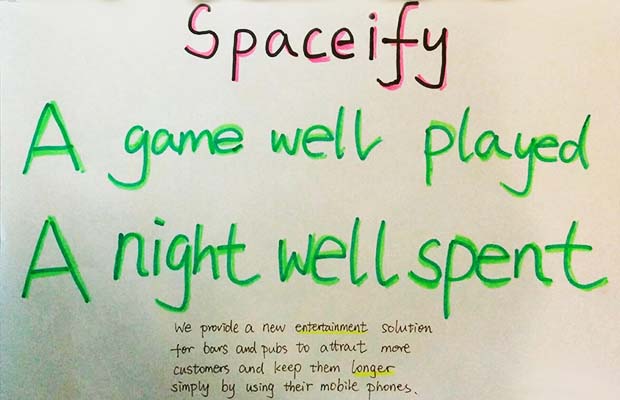 Spaceify
A game well played
A night well spent
We provide a new entertainment solution
for bars and pubs to attract more
customers and keep them longer
simply by using their mobile phones.